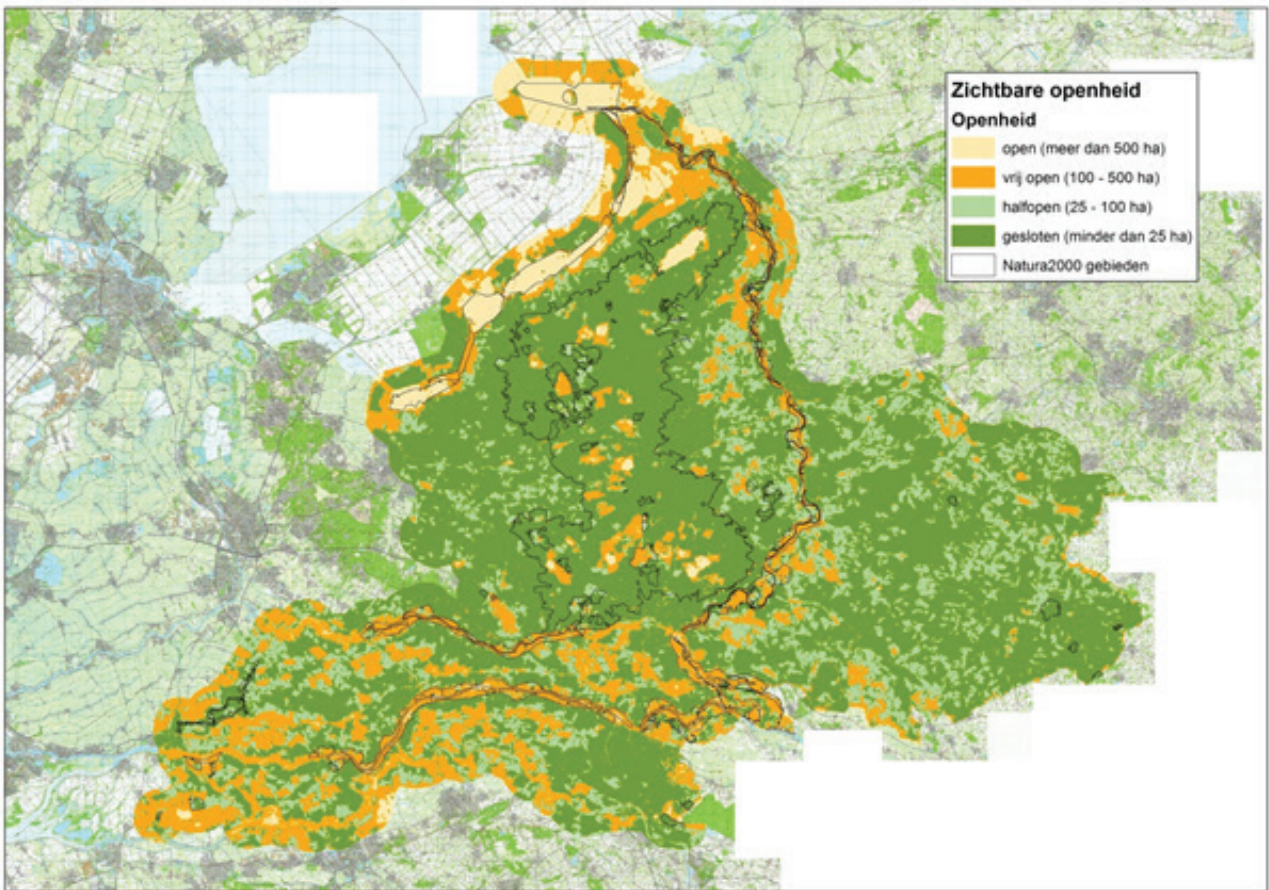 Zichtbare openheid
Openheid
open (meer dan 500 ha)
vrij open (100 - 500 ha)
halfopen (25 - 100 ha)
gesloten (minder dan 25 ha)
Natura2000 gebieden